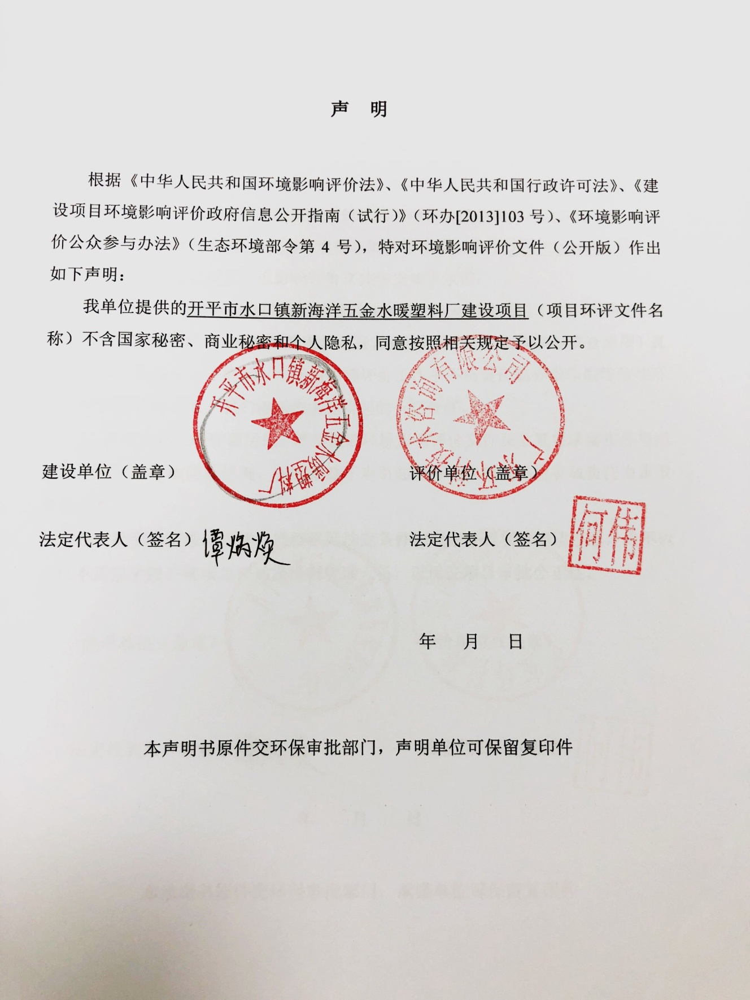 声 明
根据《中华人民共和国环境影响评价法》、《中华人民共和国行政许可法》、《建
设项目环境影响评价政府信息公开指南（试行）》（环办[2013]103 号）、《环境影响评
价公众参与办法》（生态环境部令第 4 号），特对环境影响评价文件（公开版）作出
如下声明：
我单位提供的开平市水口镇新海洋五金水暖塑料厂建设项目（项目环评文件名
称）不含国家秘密、商业秘密和个人隐私，同意按照相关规定予以公开。
开平市水口镇新海洋五金水暖塑料厂
咨询有限公司
建设单位（盖章）
评价单位（盖章）
法定代表人（签名）谭炳焕
法定代表人（签名）
何伟
年 月 日
本声明书原件交环保审批部门，声明单位可保留复印件